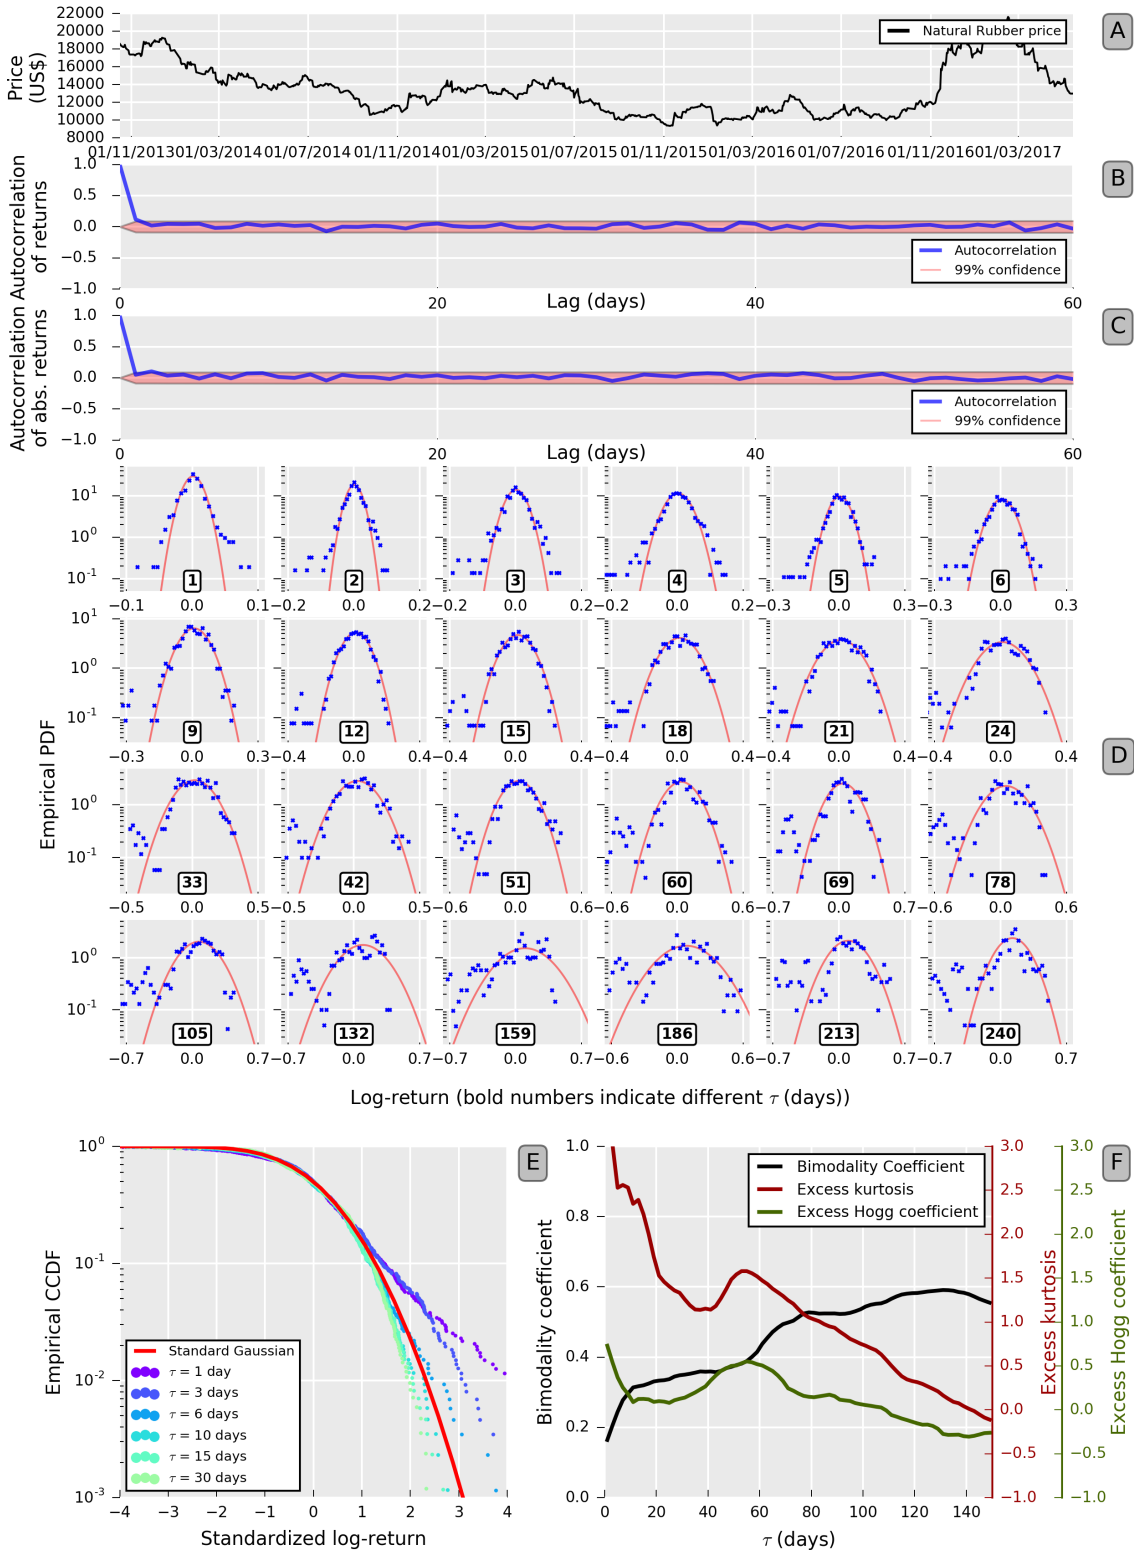 22000
20000
18000
16000
14000
12000
10000
8000
Price
(US$)
Natural Rubber price
A
01/11/2013 01/03/2014 01/07/2014 01/11/2014 01/03/2015 01/07/2015 01/11/2015 01/03/2016 01/07/2016 01/11/2016 01/03/2017
1.0
0.5
0.0
−0.5
−1.0
Autocorrelation
of returns
Autocorrelation
99% confidence
B
0 20 40 60
Lag (days)
1.0
0.5
0.0
−0.5
−1.0
Autocorrelation
of abs. returns
Autocorrelation
99% confidence
C
0 20 40 60
Lag (days)
10¹
10⁰
10⁻¹
1 2 3 4 5 6
−0.1 0.0 0.1 −0.2 0.0 0.2 −0.2 0.0 0.2 −0.2 0.0 0.2 −0.3 0.0 0.3 −0.3 0.0 0.3
10¹
10⁰
10⁻¹
9 12 15 18 21 24
−0.3 0.0 0.3 −0.4 0.0 0.4 −0.4 0.0 0.4 −0.4 0.0 0.4 −0.4 0.0 0.4 −0.4 0.0 0.4
Empirical PDF
D
10⁰
10⁻¹
33 42 51 60 69 78
−0.5 0.0 0.5 −0.5 0.0 0.5 −0.6 0.0 0.6 −0.6 0.0 0.6 −0.7 0.0 0.7 −0.6 0.0 0.6
10⁰
10⁻¹
105 132 159 186 213 240
−0.7 0.0 0.7 −0.7 0.0 0.7 −0.7 0.0 0.7 −0.6 0.0 0.6 −0.7 0.0 0.7 −0.7 0.0 0.7
Log-return (bold numbers indicate different τ (days))
10⁰
10⁻¹
10⁻²
10⁻³
Empirical CCDF
E
Standard Gaussian
τ = 1 day
τ = 3 days
τ = 6 days
τ = 10 days
τ = 15 days
τ = 30 days
−4 −3 −2 −1 0 1 2 3 4
Standardized log-return
1.0
0.8
0.6
0.4
0.2
0.0
Bimodality coefficient
Bimodality Coefficient
Excess kurtosis
Excess Hogg coefficient
0 20 40 60 80 100 120 140
τ (days)
3.0
2.5
2.0
1.5
1.0
0.5
0.0
−0.5
−1.0
Excess kurtosis
3.0
2.5
2.0
1.5
1.0
0.5
0.0
−0.5
−1.0
Excess Hogg coefficient
F